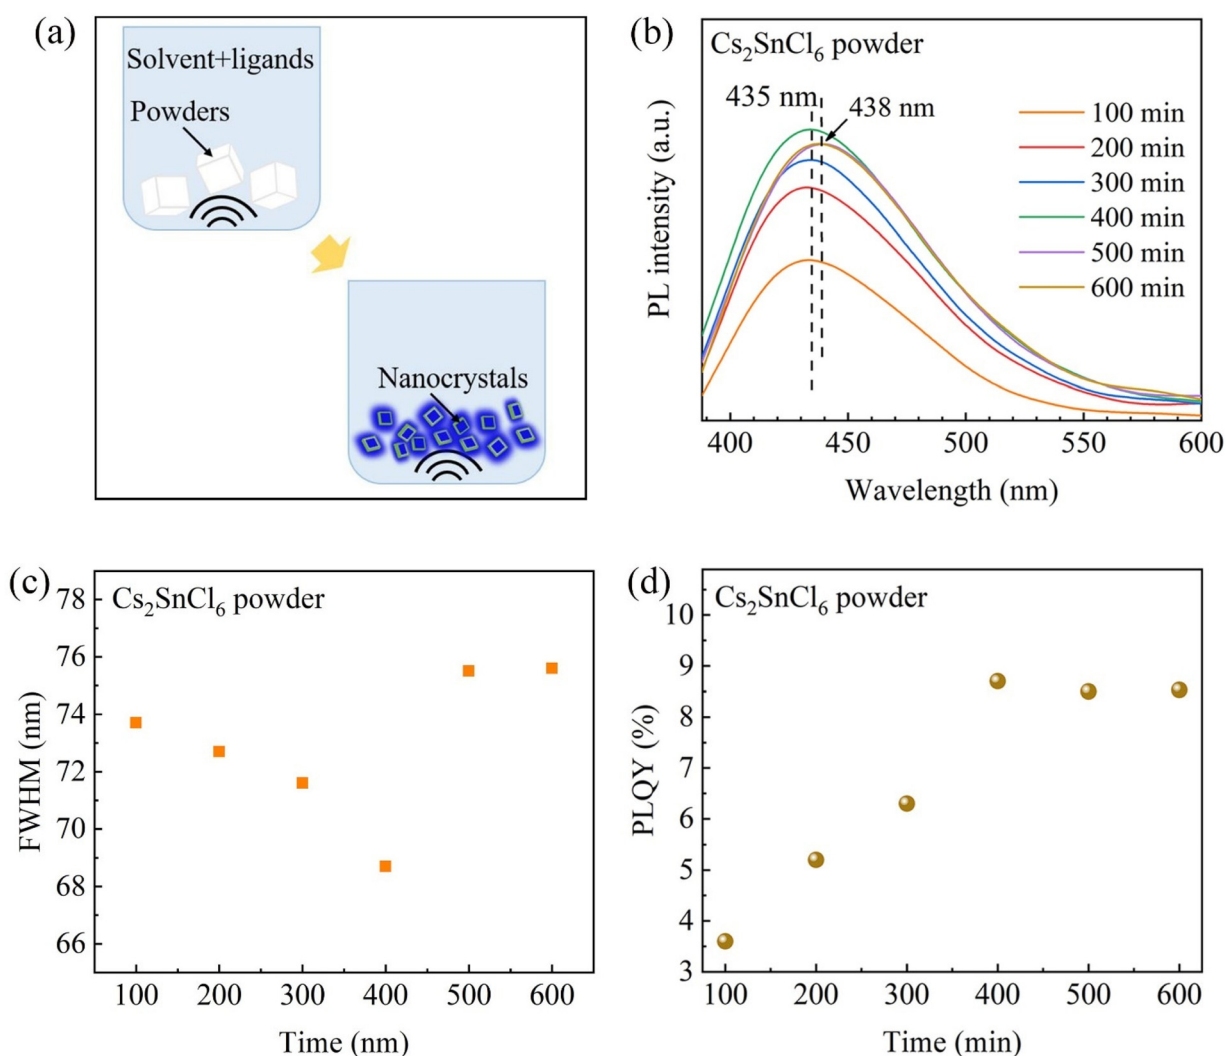 (a)
Solvent+ligands
Powders
Nanocrystals
(b)
Cs₂SnCl₆ powder
435 nm
438 nm
100 min
200 min
300 min
400 min
500 min
600 min
PL intensity (a.u.)
400 450 500 550 600
Wavelength (nm)
(c)
Cs₂SnCl₆ powder
78
76
74
72
70
68
66
FWHM (nm)
100 200 300 400 500 600
Time (nm)
(d)
Cs₂SnCl₆ powder
10
9
8
7
6
5
4
3
PLQY (%)
100 200 300 400 500 600
Time (min)